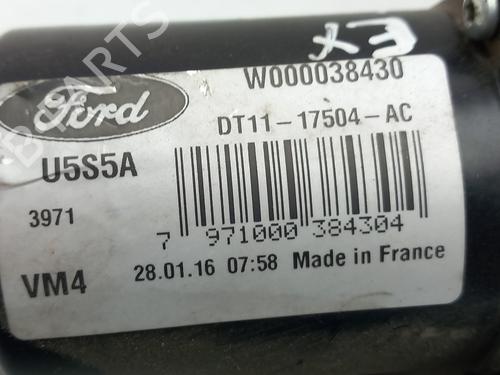 Ford
W000038430
DT11-17504-AC
U5S5A
3971
7 971000 384304
VM4
28.01.16 07:58 Made in France